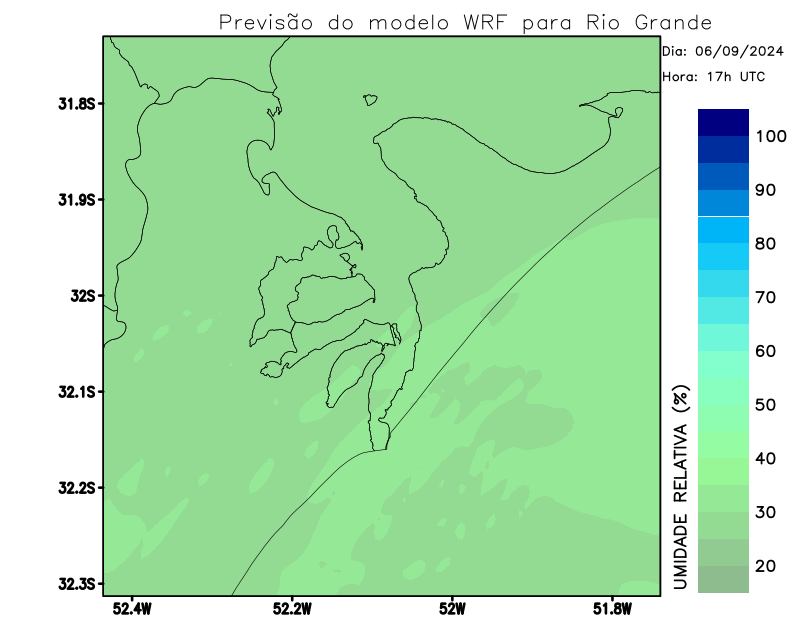 Previsão do modelo WRF para Rio Grande
Dia: 06/09/2024
Hora: 17h UTC
31.8S
31.9S
32S
32.1S
32.2S
32.3S
52.4W
52.2W
52W
51.8W
100
90
80
70
60
50
40
30
20
UMIDADE RELATIVA (%)